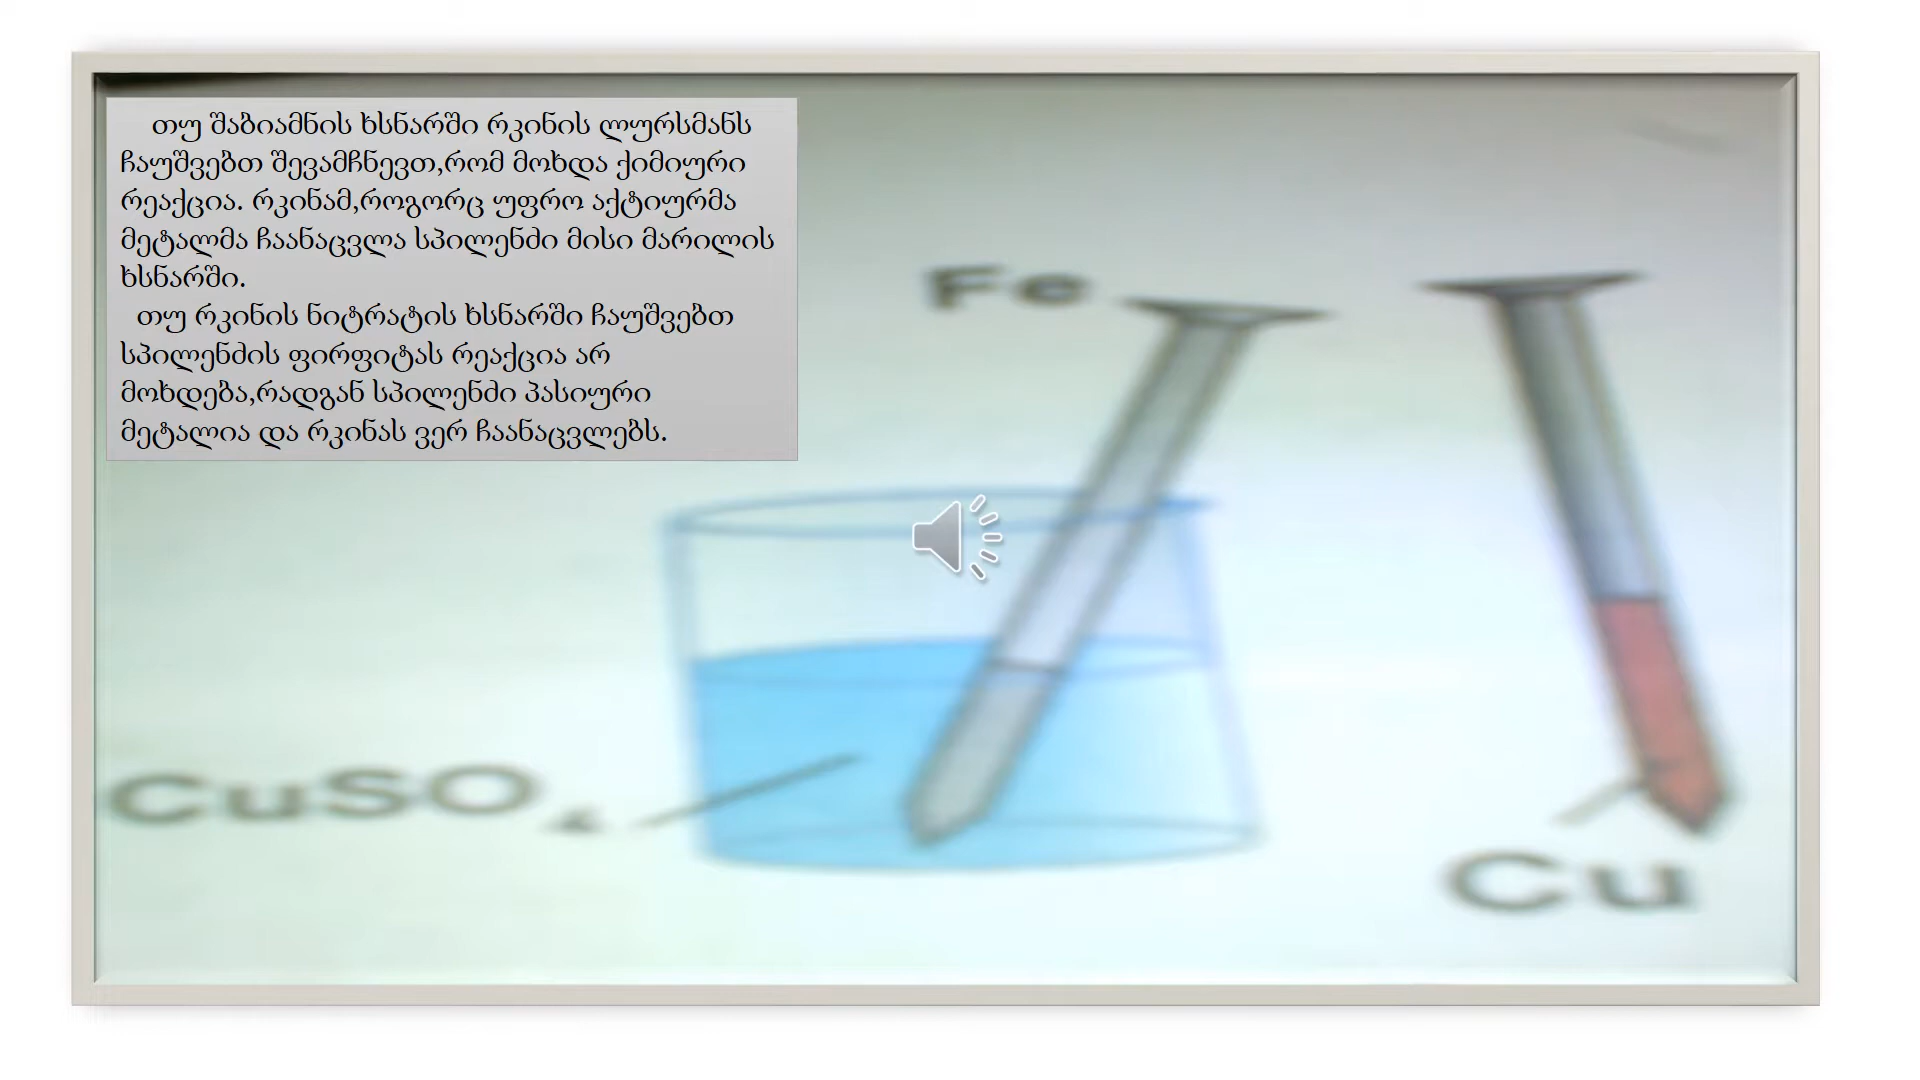 თუ შაბიამნის ხსნარში რკინის ლურსმანს
ჩაუშვებთ შევამჩნევთ,რომ მოხდა ქიმიური
რეაქცია. რკინამ,როგორც უფრო აქტიურმა
მეტალმა ჩაანაცვლა სპილენძი მისი მარილის
ხსნარში.
თუ რკინის ნიტრატის ხსნარში ჩაუშვებთ
სპილენძის ფირფიტას რეაქცია არ
მოხდება,რადგან სპილენძი პასიური
მეტალია და რკინას ვერ ჩაანაცვლებს.
Fe
CuSO₄
Cu